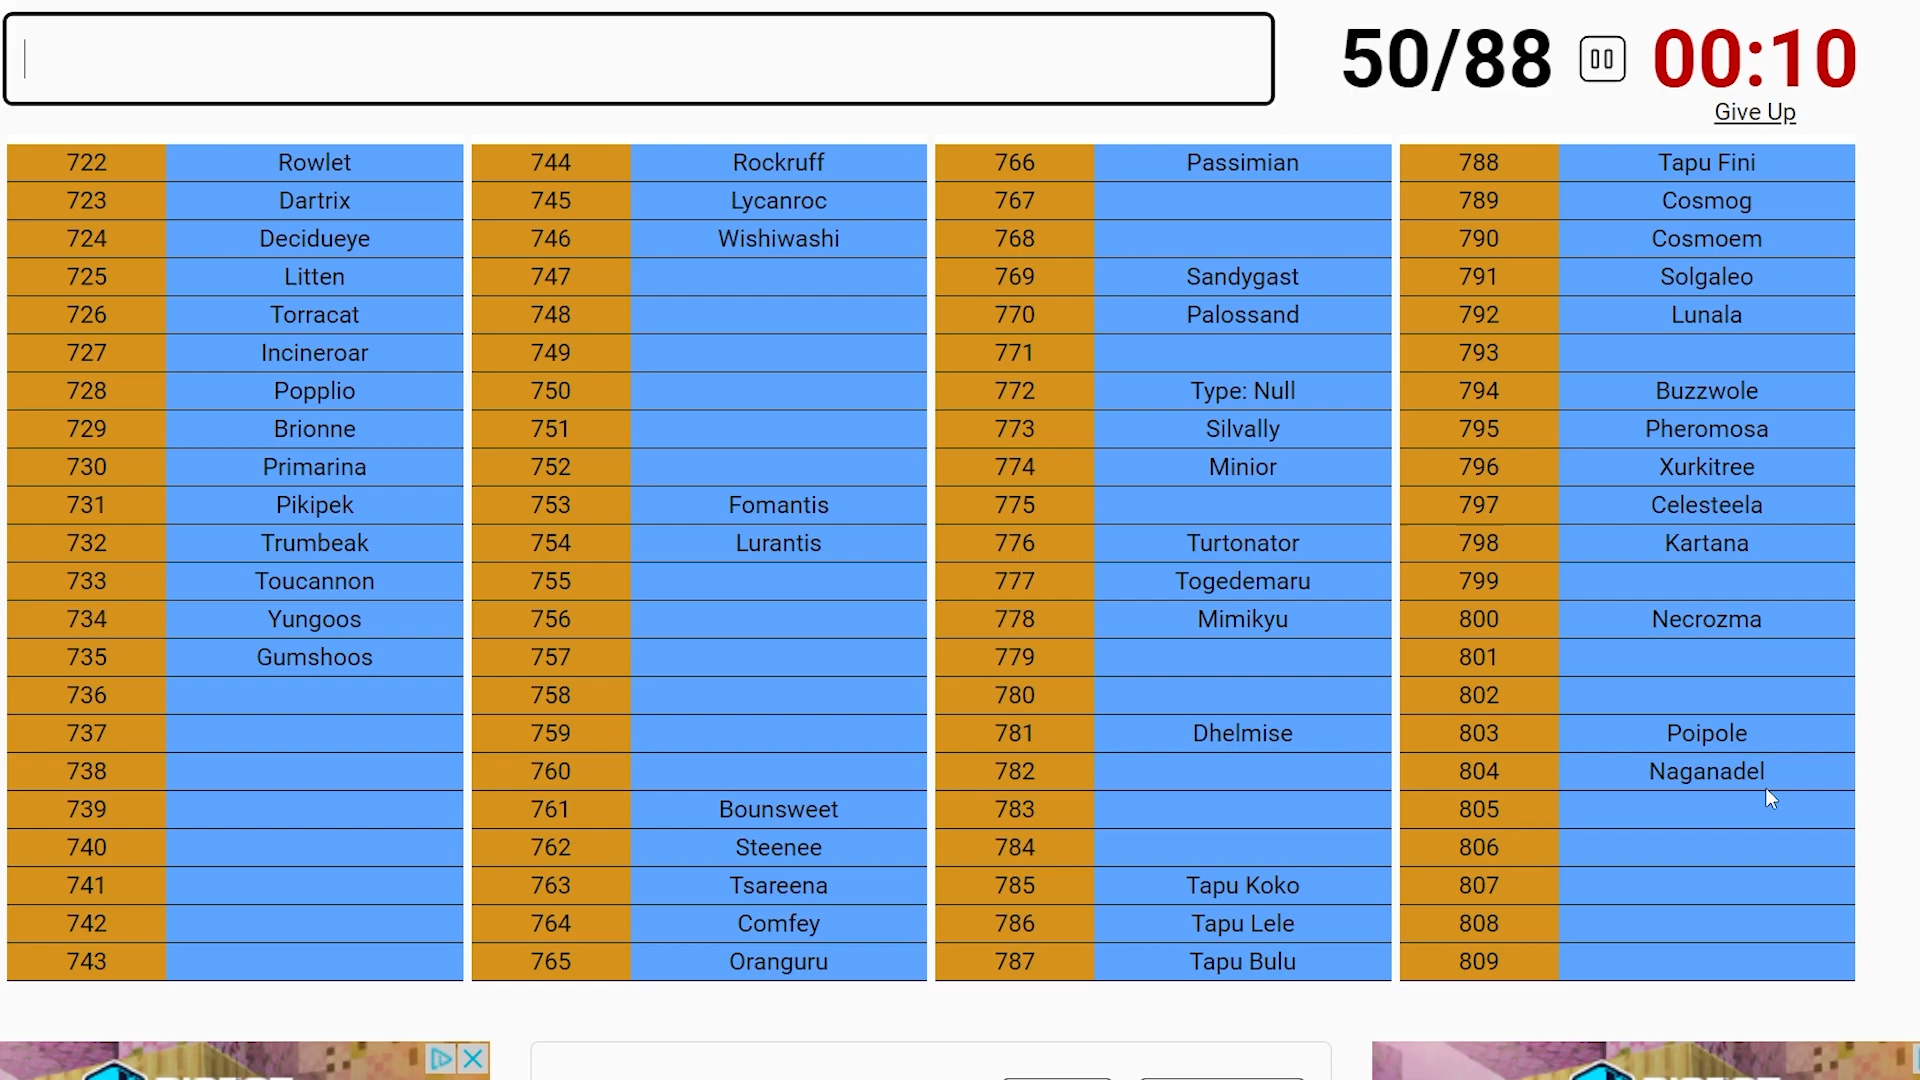 50/88 00:10
Give Up
722 Rowlet 744 Rockruff 766 Passimian 788 Tapu Fini
723 Dartrix 745 Lycanroc 767 789 Cosmog
724 Decidueye 746 Wishiwashi 768 790 Cosmoem
725 Litten 747 769 Sandygast 791 Solgaleo
726 Torracat 748 770 Palossand 792 Lunala
727 Incineroar 749 771 793
728 Popplio 750 772 Type: Null 794 Buzzwole
729 Brionne 751 773 Silvally 795 Pheromosa
730 Primarina 752 774 Minior 796 Xurkitree
731 Pikipek 753 Fomantis 775 797 Celesteela
732 Trumbeak 754 Lurantis 776 Turtonator 798 Kartana
733 Toucannon 755 777 Togedemaru 799
734 Yungoos 756 778 Mimikyu 800 Necrozma
735 Gumshoos 757 779 801
736 758 780 802
737 759 781 Dhelmise 803 Poipole
738 760 782 804 Naganadel
739 761 Bounsweet 783 805
740 762 Steenee 784 806
741 763 Tsareena 785 Tapu Koko 807
742 764 Comfey 786 Tapu Lele 808
743 765 Oranguru 787 Tapu Bulu 809